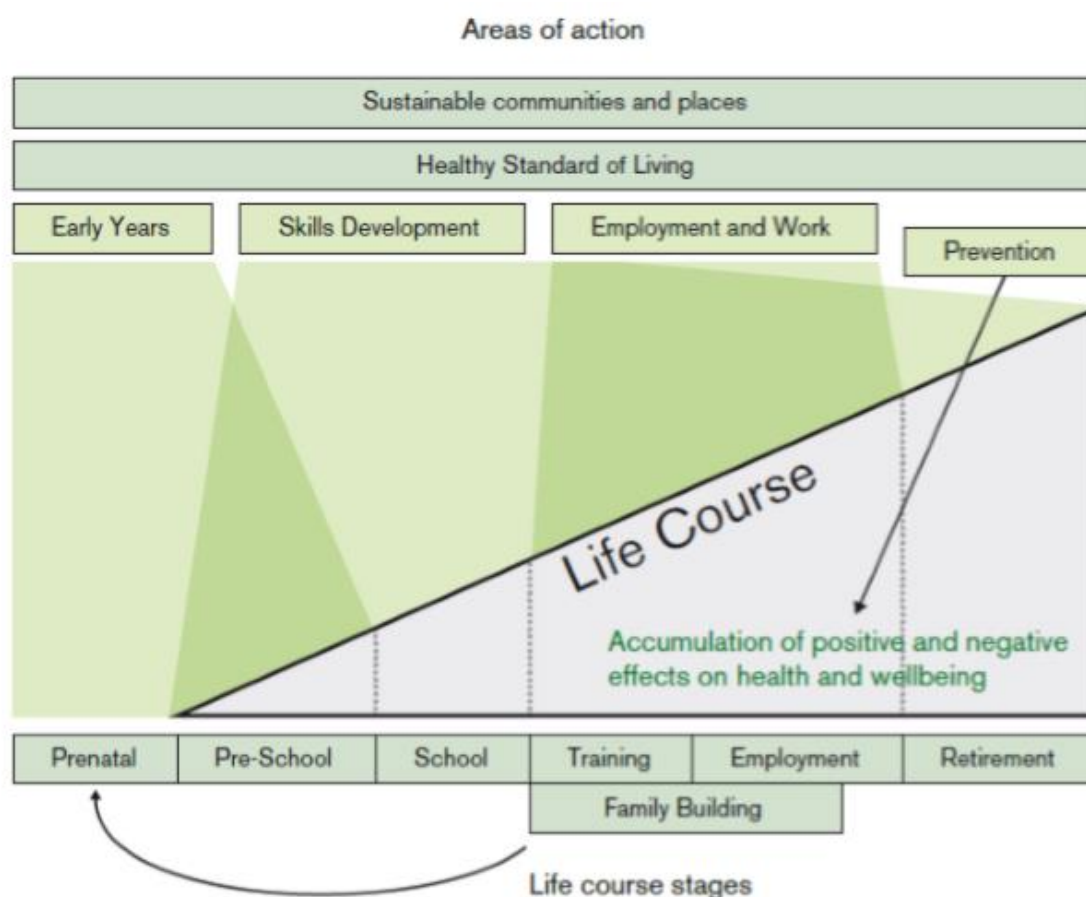 Areas of action
Sustainable communities and places
Healthy Standard of Living
Early Years
Skills Development
Employment and Work
Prevention
Life Course
Accumulation of positive and negative
effects on health and wellbeing
Prenatal
Pre-School
School
Training
Employment
Retirement
Family Building
Life course stages